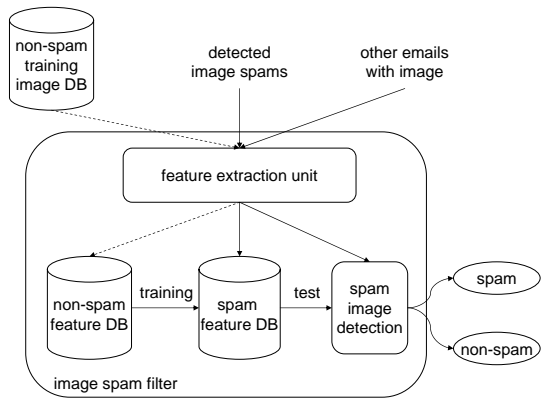 non-spam
training
image DB
detected
image spams
other emails
with image
feature extraction unit
non-spam
feature DB
training
spam
feature DB
test
spam
image
detection
spam
non-spam
image spam filter